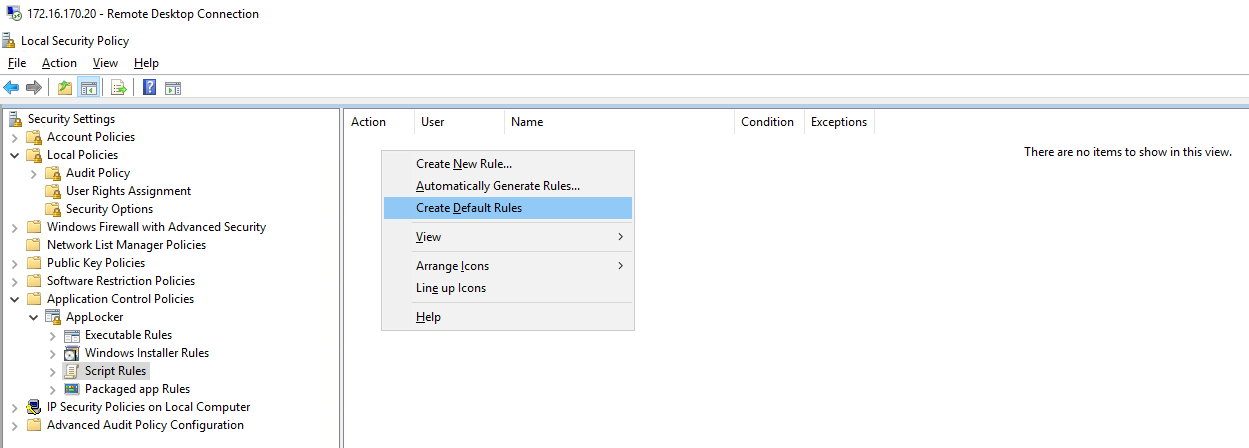 172.16.170.20 - Remote Desktop Connection
Local Security Policy
File Action View Help
Security Settings
Account Policies
Local Policies
Audit Policy
User Rights Assignment
Security Options
Windows Firewall with Advanced Security
Network List Manager Policies
Public Key Policies
Software Restriction Policies
Application Control Policies
AppLocker
Executable Rules
Windows Installer Rules
Script Rules
Packaged app Rules
IP Security Policies on Local Computer
Advanced Audit Policy Configuration
Action User Name Condition Exceptions
There are no items to show in this view.
Create New Rule...
Automatically Generate Rules...
Create Default Rules
View
Arrange Icons
Line up Icons
Help